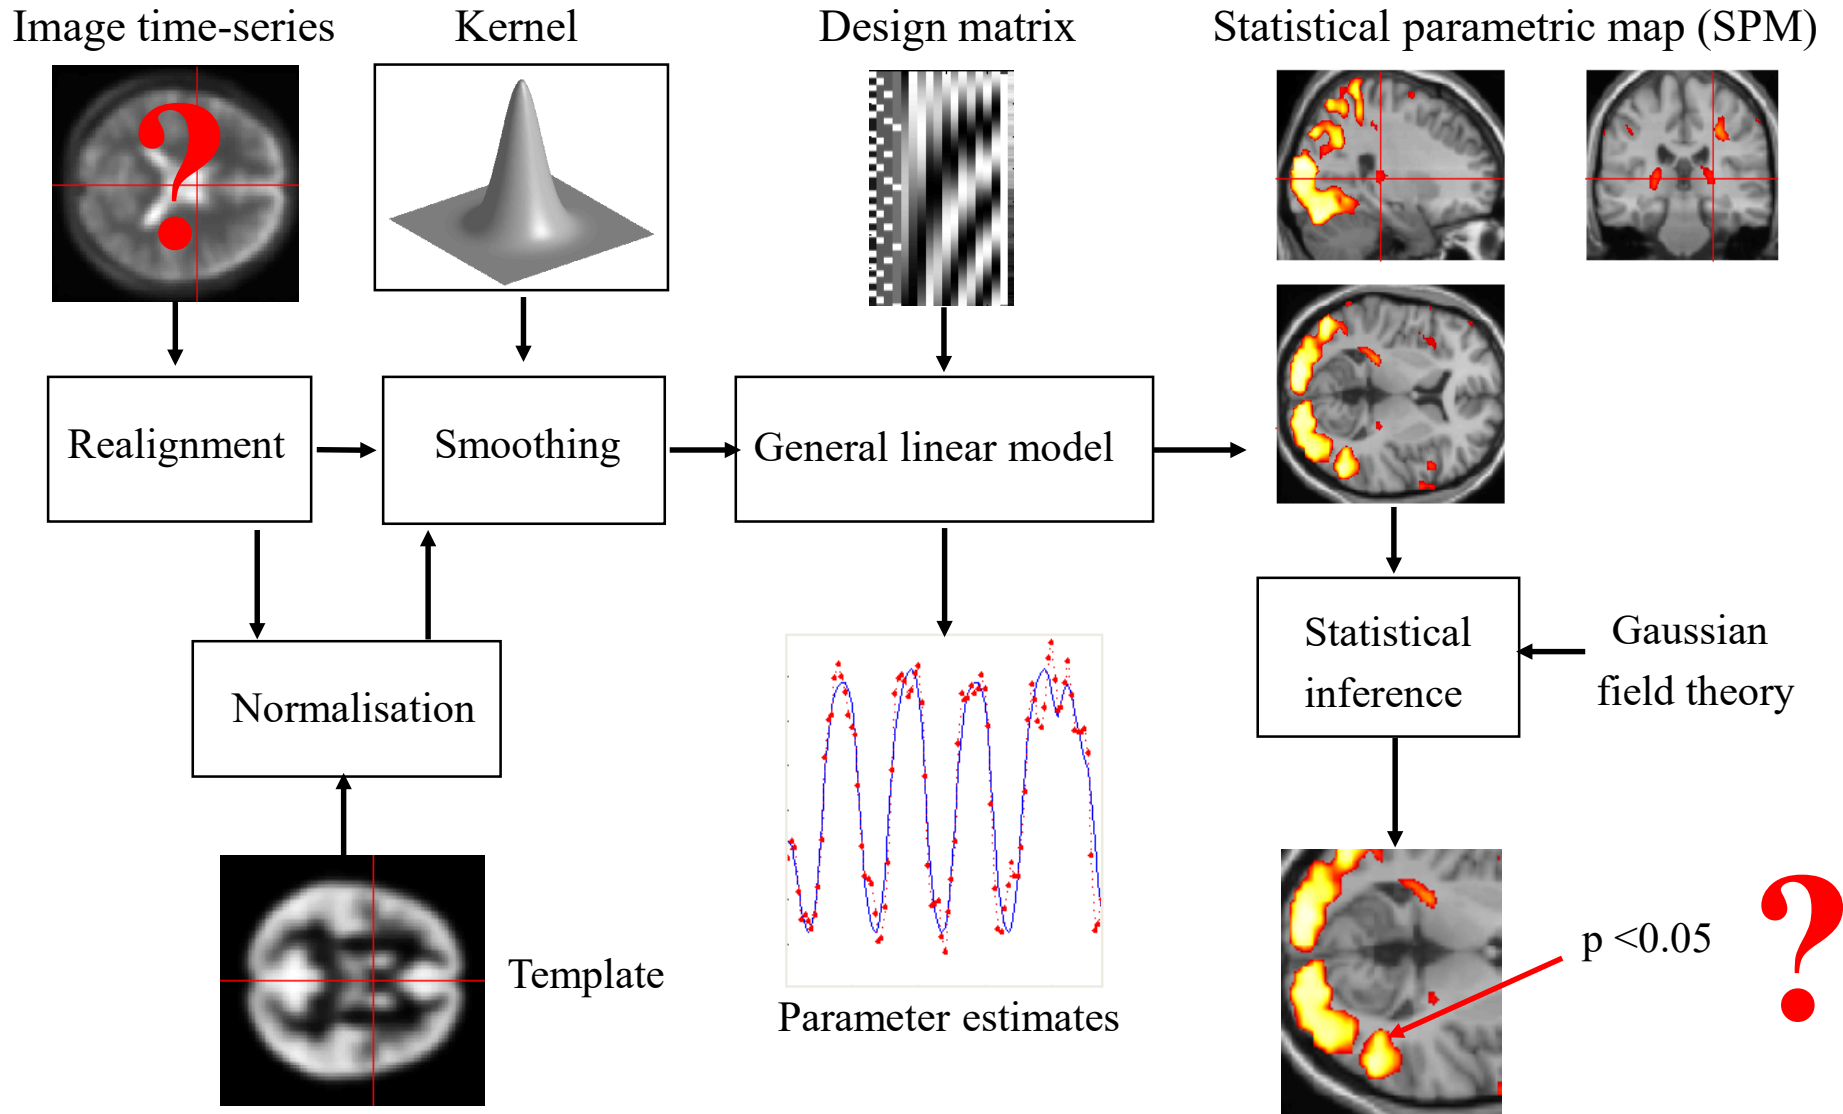 Image time-series
Kernel
Design matrix
Statistical parametric map (SPM)
?
Realignment
Smoothing
General linear model
Statistical
inference
Gaussian
field theory
Normalisation
Template
Parameter estimates
p <0.05
?